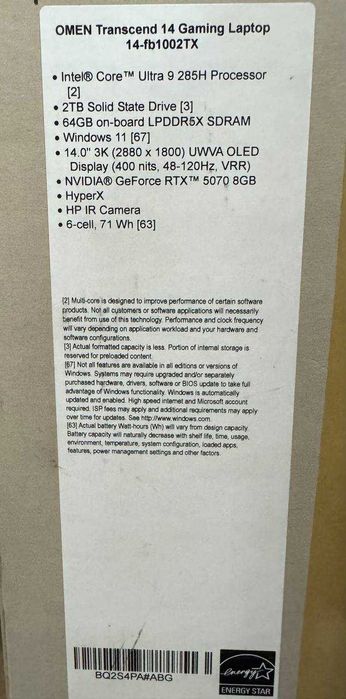 OMEN Transcend 14 Gaming Laptop
14-fb1002TX
• Intel® Core™ Ultra 9 285H Processor
[2]
• 2TB Solid State Drive [3]
• 64GB on-board LPDDR5X SDRAM
• Windows 11 [67]
• 14.0" 3K (2880 x 1800) UWVA OLED
Display (400 nits, 48-120Hz, VRR)
• NVIDIA® GeForce RTX™ 5070 8GB
• HyperX
• HP IR Camera
• 6-cell, 71 Wh [63]
[2] Multi-core is designed to improve performance of certain software
products. Not all customers or software applications will necessarily
benefit from use of this technology. Performance and clock frequency
will vary depending on application workload and your hardware and
software configurations.
[3] Actual formatted capacity is less. Portion of internal storage is
reserved for preloaded content.
[67] Not all features are available in all editions or versions of
Windows. Systems may require upgraded and/or separately
purchased hardware, drivers, software or BIOS update to take full
advantage of Windows functionality. Windows is automatically
updated and enabled. High speed internet and Microsoft account
required. ISP fees may apply and additional requirements may apply
over time for updates. See http://www.windows.com.
[63] Actual battery Watt-hours (Wh) will vary from design capacity.
Battery capacity will naturally decrease with shelf life, time, usage,
environment, temperature, system configuration, loaded apps,
features, power management settings and other factors.
BQ2S4PA#ABG
energy
ENERGY STAR